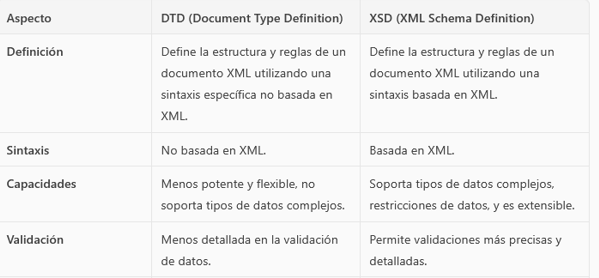 Aspecto DTD (Document Type Definition) XSD (XML Schema Definition)
Definición Define la estructura y reglas de un Define la estructura y reglas de un
documento XML utilizando una documento XML utilizando una
sintaxis específica no basada en sintaxis basada en XML.
XML.
Sintaxis No basada en XML. Basada en XML.
Capacidades Menos potente y flexible, no Soporta tipos de datos complejos,
soporta tipos de datos complejos. restricciones de datos, y es extensible.
Validación Menos detallada en la validación Permite validaciones más precisas y
de datos. detalladas.